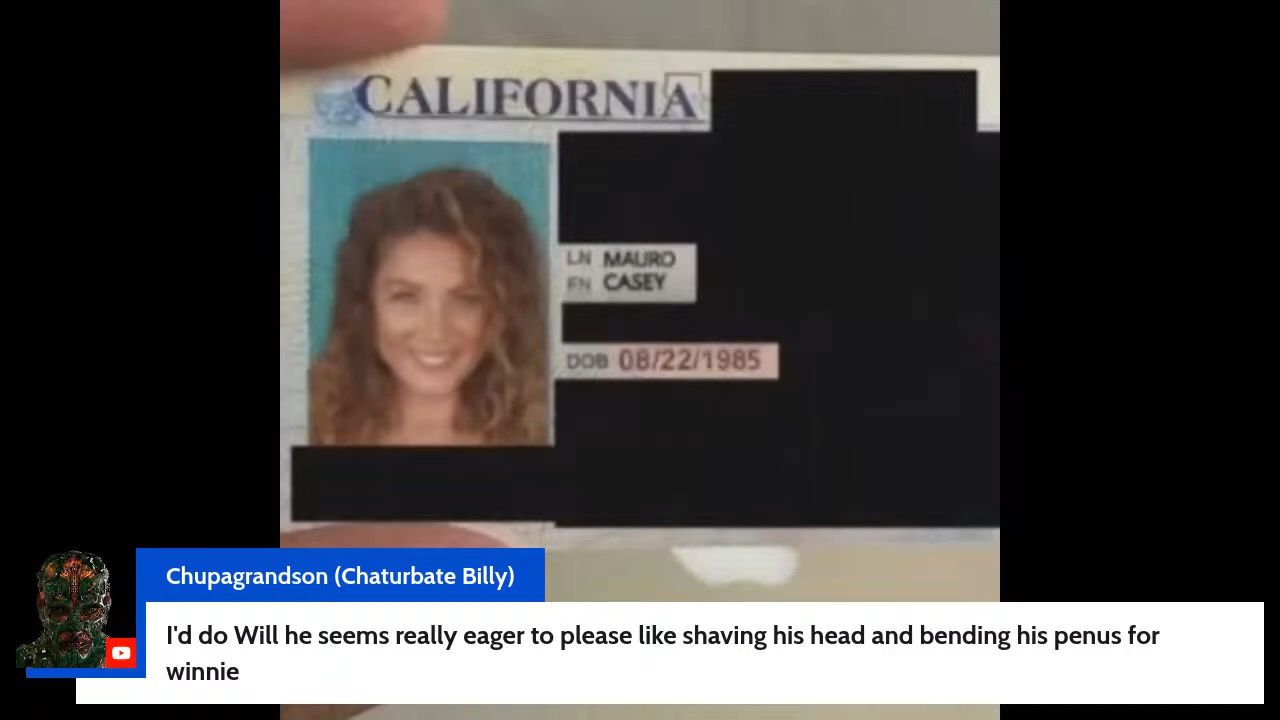 CALIFORNIA
LN MAURO
FN CASEY
DOB 08/22/1985
Chupagrandson (Chaturbate Billy)
I'd do Will he seems really eager to please like shaving his head and bending his penus for
winnie